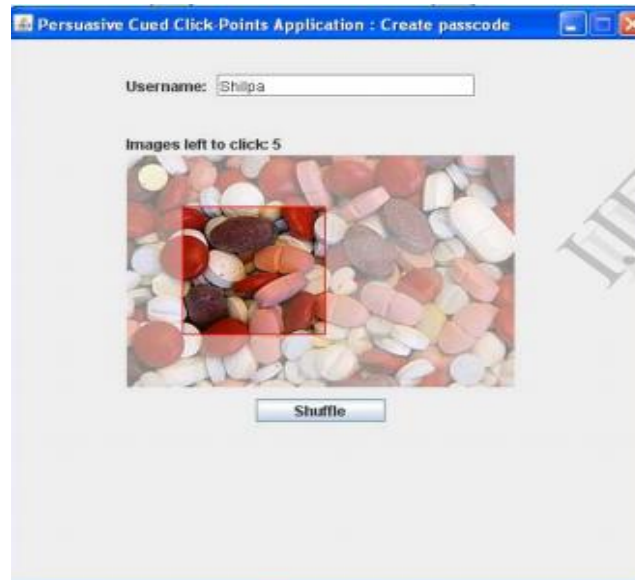 Persuasive Cued Click-Points Application : Create passcode
Username: Shilpa
Images left to click: 5
Shuffle